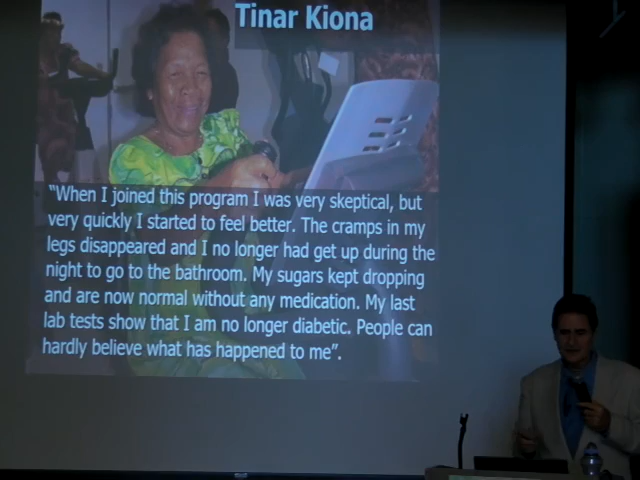 Tinar Kiona
"When I joined this program I was very skeptical, but
very quickly I started to feel better. The cramps in my
legs disappeared and I no longer had get up during the
night to go to the bathroom. My sugars kept dropping
and are now normal without any medication. My last
lab tests show that I am no longer diabetic. People can
hardly believe what has happened to me".